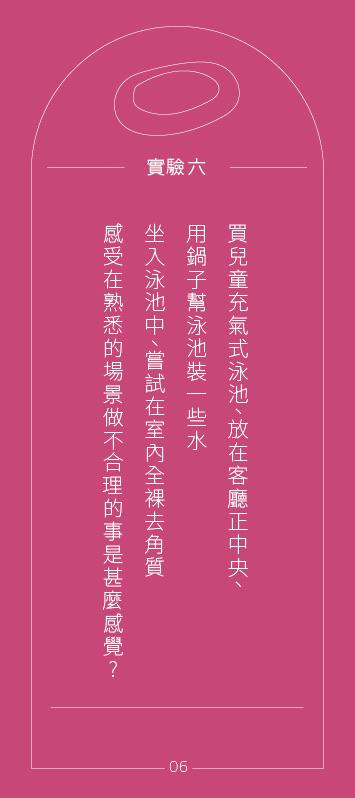 實驗六
買兒童充氣式泳池、放在客廳正中央、
用鍋子幫泳池裝一些水
坐入泳池中、嘗試在室內全裸去角質
感受在熟悉的場景做不合理的事是甚麼感覺？
06